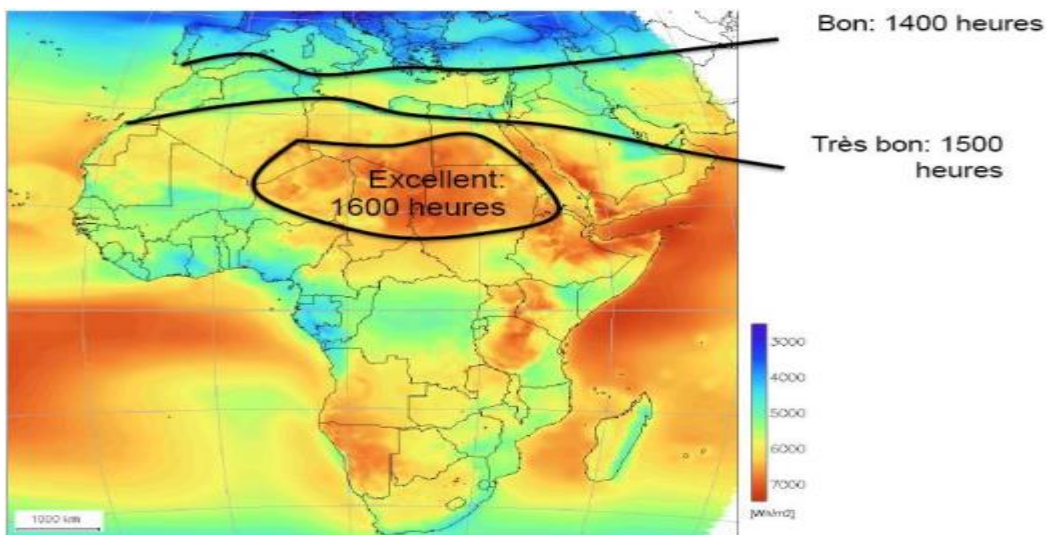 Bon: 1400 heures
Très bon: 1500
heures
Excellent:
1600 heures
3000
4000
5000
6000
7000
[Wh/m2]
1000 km